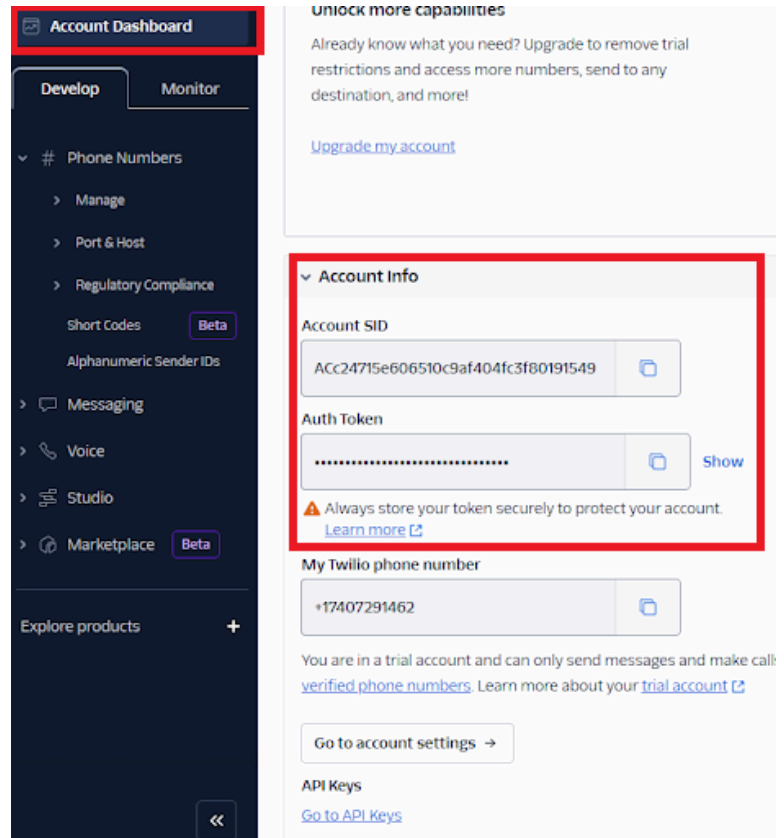 Account Dashboard
Develop
Monitor
# Phone Numbers
Manage
Port & Host
Regulatory Compliance
Short Codes
Beta
Alphanumeric Sender IDs
Messaging
Voice
Studio
Marketplace
Beta
Explore products
+
Unlock more capabilities
Already know what you need? Upgrade to remove trial
restrictions and access more numbers, send to any
destination, and more!
Upgrade my account
Account Info
Account SID
ACc24715e606510c9af404fc3f80191549
Auth Token
••••••••••••••••••••••••••••••••
Show
Always store your token securely to protect your account.
Learn more
My Twilio phone number
+17407291462
You are in a trial account and can only send messages and make calls
verified phone numbers. Learn more about your trial account
Go to account settings →
API Keys
Go to API Keys